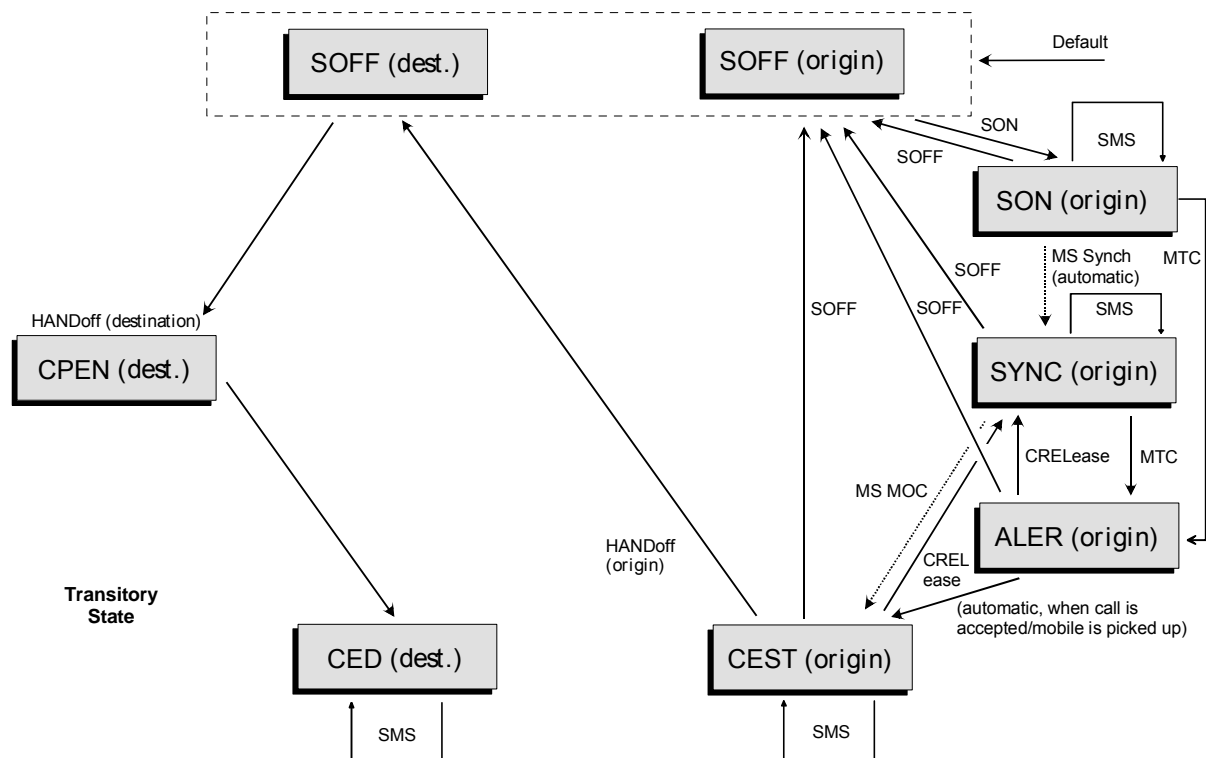 SOFF (dest.)
SOFF (origin)
Default
SON
SOFF
SMS
SON (origin)
MS Synch
(automatic)
MTC
SOFF
SOFF
SOFF
SMS
HANDoff (destination)
CPEN (dest.)
SYNC (origin)
CRELease
MTC
MS MOC
ALER (origin)
HANDoff
(origin)
CREL
ease
Transitory
State
(automatic, when call is
accepted/mobile is picked up)
CED (dest.)
CEST (origin)
SMS
SMS